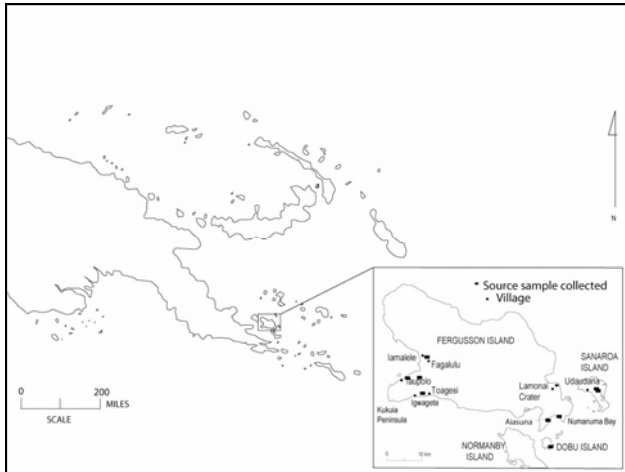 N
Source sample collected
Village
FERGUSSON ISLAND
SANAROA
ISLAND
Iamalele
Fagalulu
Taupolo
Toagesi
Lamonai
Crater
Udaudana
Igwageta
Kukuia
Peninsula
Aiasuna
Numanuma Bay
NORMANBY
ISLAND
DOBU ISLAND
0 10 km
0 200 MILES
SCALE